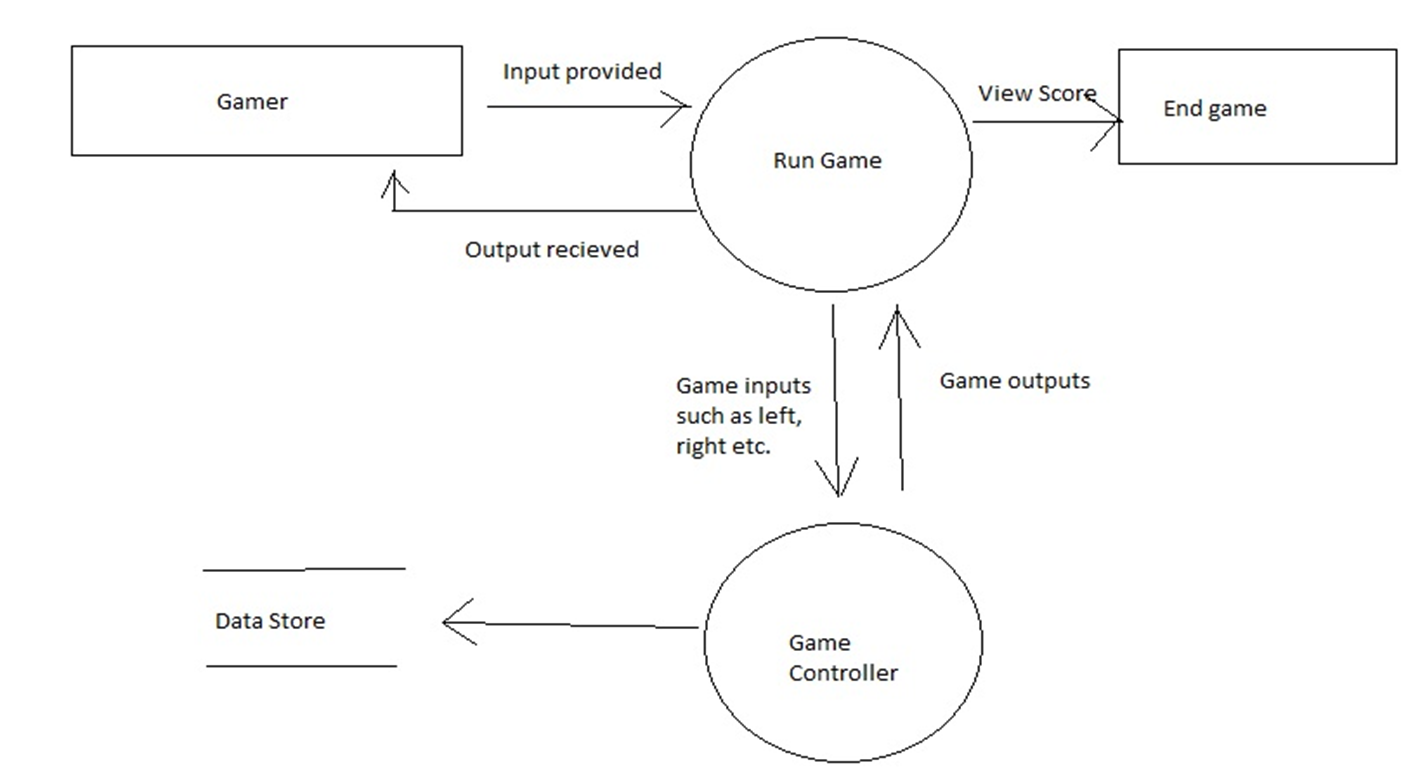 Gamer
Input provided
Run Game
View Score
End game
Output recieved
Game inputs
such as left,
right etc.
Game outputs
Data Store
Game
Controller